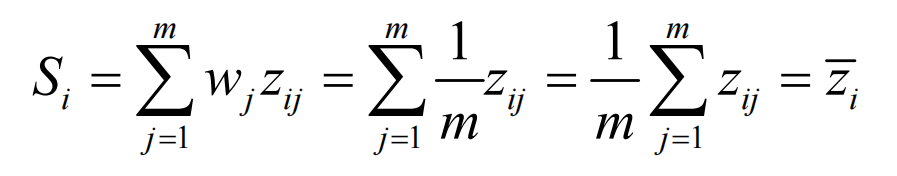 $S_i = \sum_{j=1}^{m} w_j z_{ij} = \sum_{j=1}^{m} \frac{1}{m} z_{ij} = \frac{1}{m} \sum_{j=1}^{m} z_{ij} = \overline{z}_i$